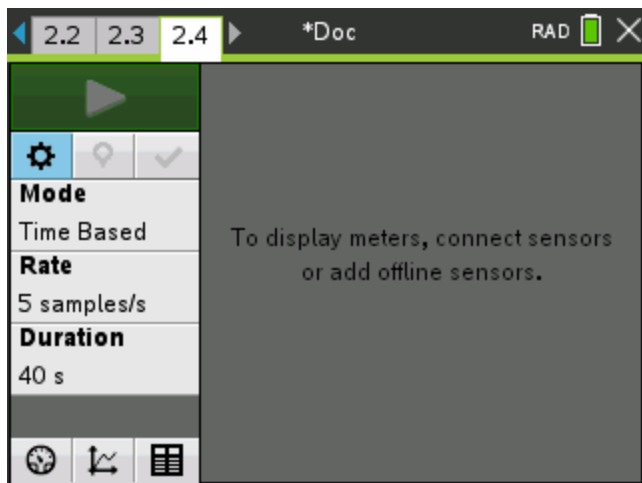 2.2 2.3 2.4 *Doc RAD
Mode
Time Based
Rate
5 samples/s
Duration
40 s
To display meters, connect sensors
or add offline sensors.